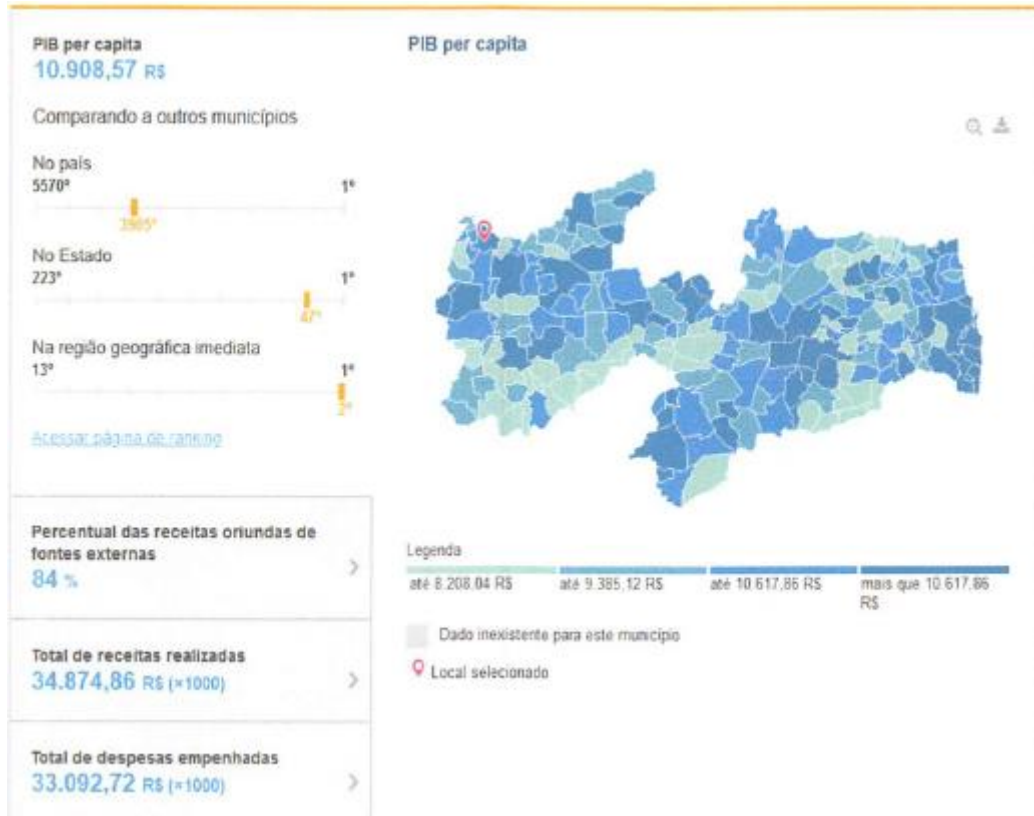 PIB per capita
10.908,57 R$
Comparando a outros municípios
No país
5570º 1º
No Estado
223º 1º
47º
Na região geográfica imediata
13º 1º
2º
Acessar página de ranking
Percentual das receitas oriundas de
fontes externas
84 %
Total de receitas realizadas
34.874,86 R$ (×1000)
Total de despesas empenhadas
33.092,72 R$ (×1000)
PIB per capita
Legenda
até 8.208,04 R$ até 9.385,12 R$ até 10.617,86 R$ mais que 10.617,86
R$
Dado inexistente para este município
Local selecionado